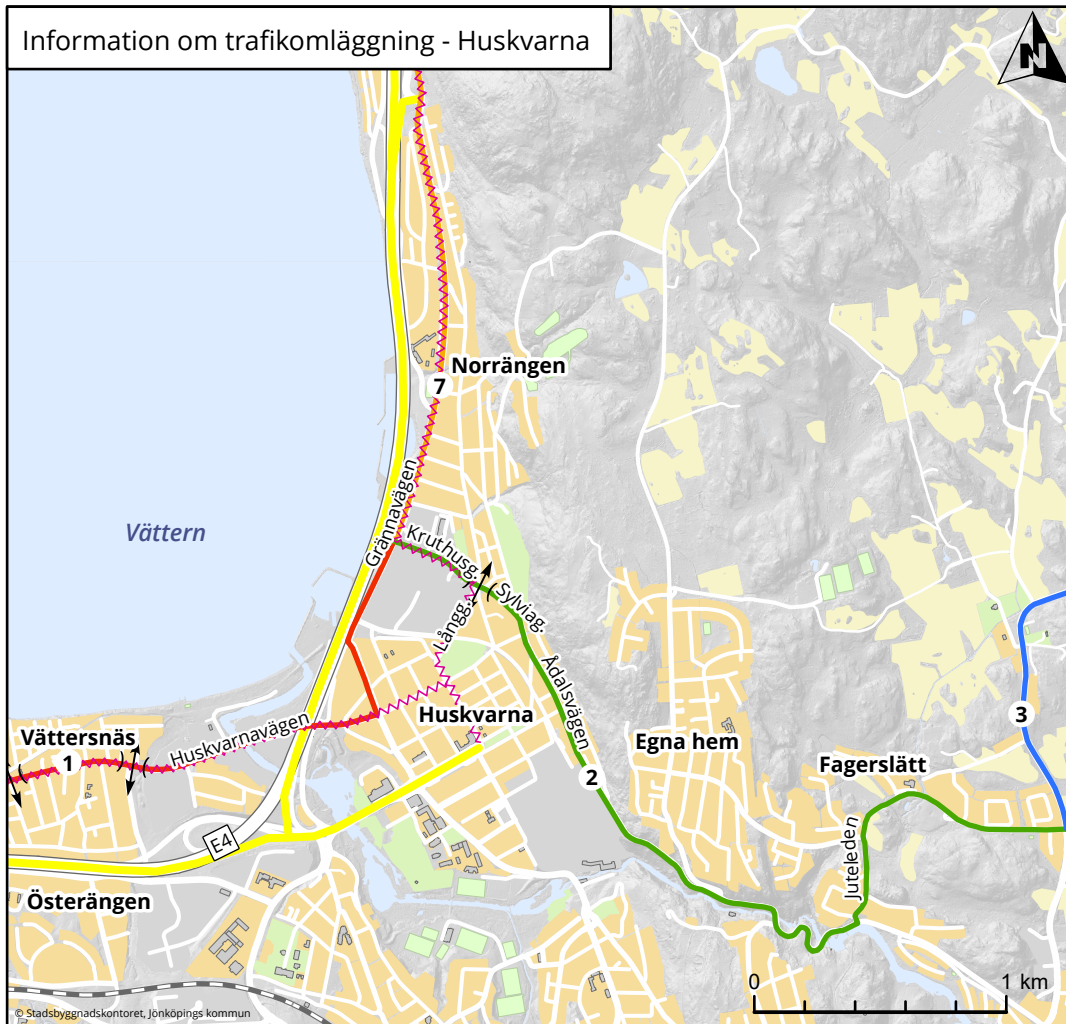 Information om trafikomläggning - Huskvarna
N
Norrängen
7
Grännavägen
Vättern
Kruthusg.
Sylviag.
Långg.
Ådalsvägen
Huskvarna
Huskvarnavägen
Vättersnäs
1
Egna hem
3
Fagerslätt
2
E4
Juteleden
Österängen
0 1 km
© Stadsbyggnadskontoret, Jönköpings kommun